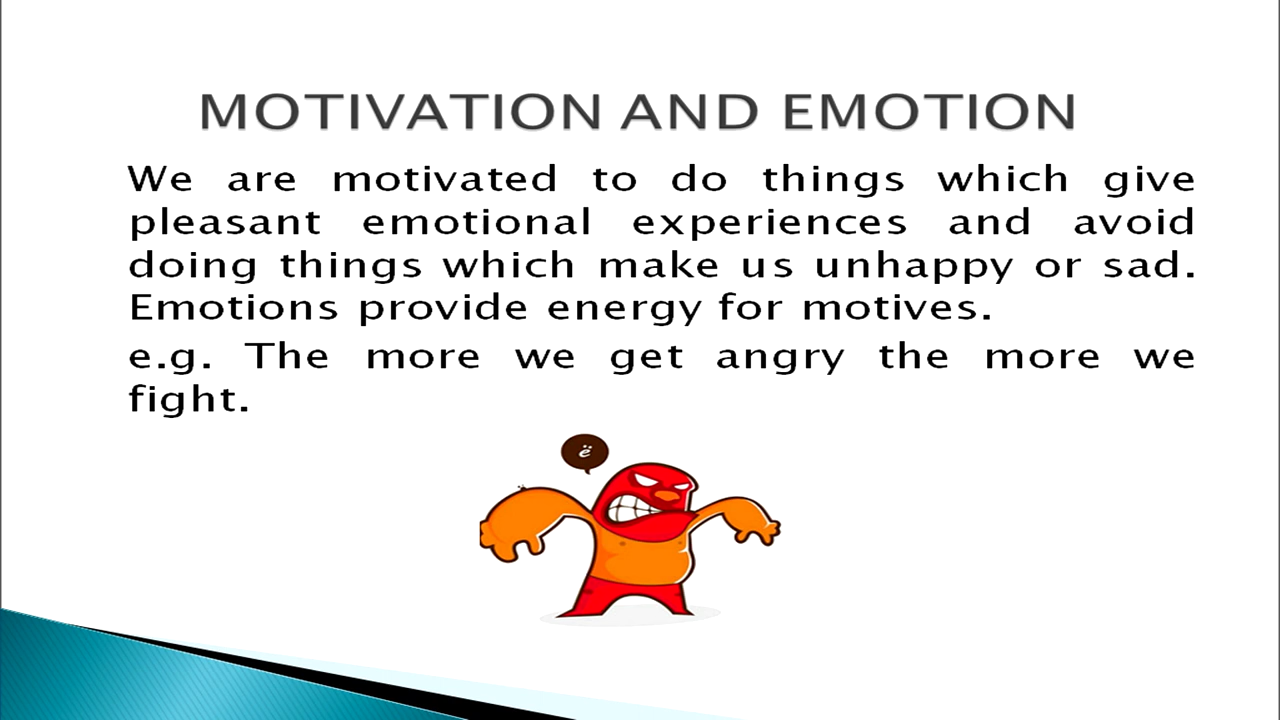 MOTIVATION AND EMOTION
We are motivated to do things which give
pleasant emotional experiences and avoid
doing things which make us unhappy or sad.
Emotions provide energy for motives.
e.g. The more we get angry the more we
fight.
ë